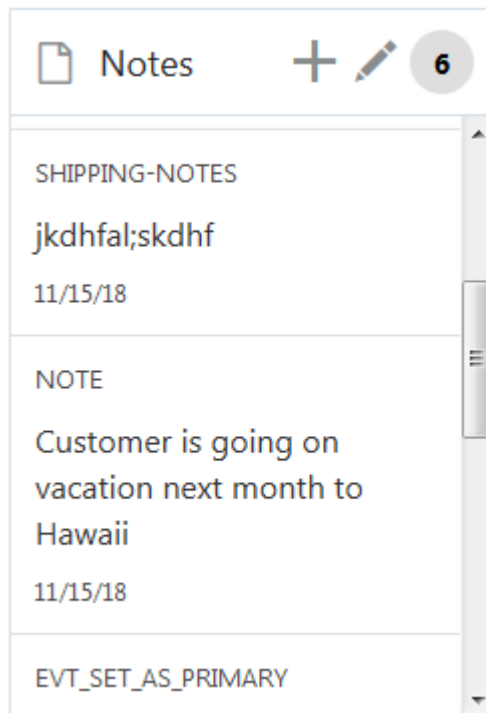 Notes 6
SHIPPING-NOTES
jkdhfal;skdhf
11/15/18
NOTE
Customer is going on
vacation next month to
Hawaii
11/15/18
EVT_SET_AS_PRIMARY